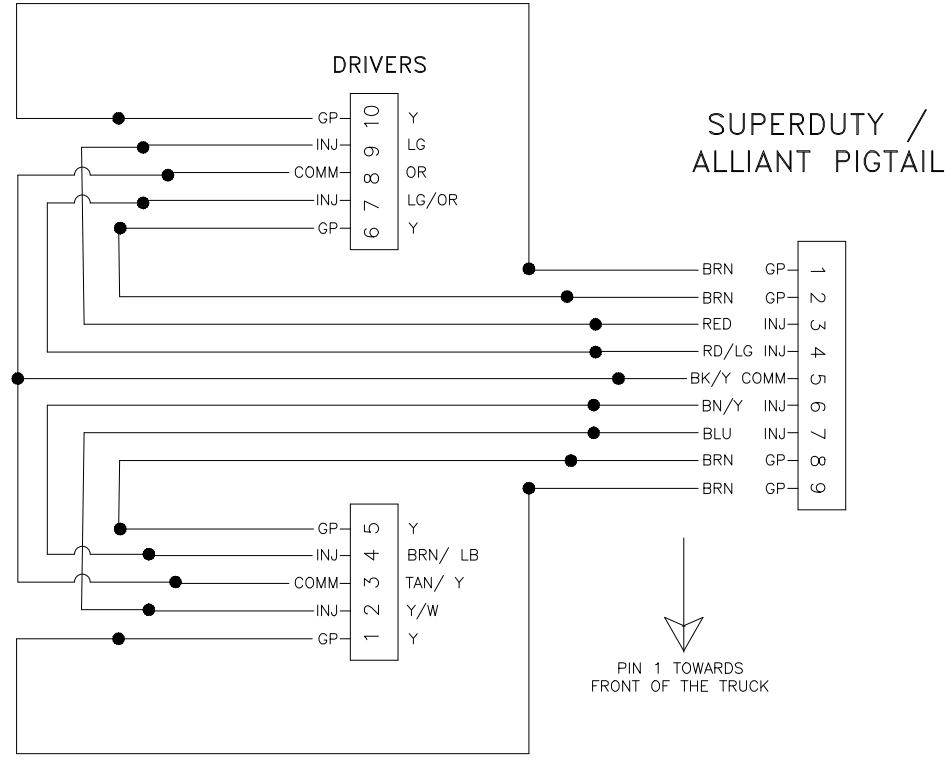 DRIVERS
GP 10 Y
INJ 9 LG
COMM 8 OR
INJ 7 LG/OR
GP 6 Y
SUPERDUTY /
ALLIANT PIGTAIL
BRN GP 1
BRN GP 2
RED INJ 3
RD/LG INJ 4
BK/Y COMM 5
BN/Y INJ 6
BLU INJ 7
BRN GP 8
BRN GP 9
GP 5 Y
INJ 4 BRN/ LB
COMM 3 TAN/ Y
INJ 2 Y/W
GP 1 Y
PIN 1 TOWARDS
FRONT OF THE TRUCK